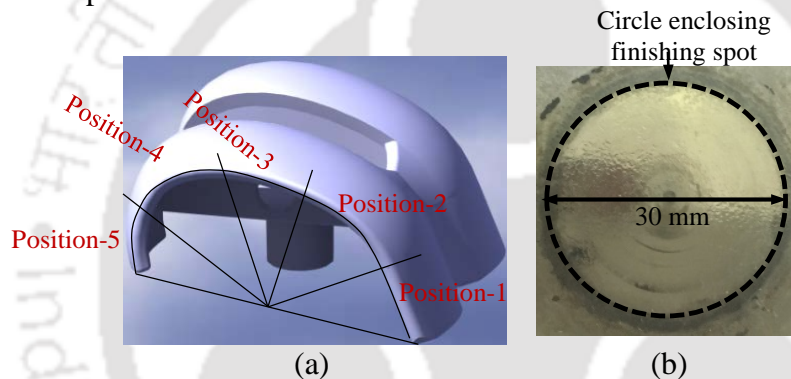 Circle enclosing
finishing spot
Position-3
Position-4
Position-2
Position-5
Position-1
30 mm
(a)
(b)